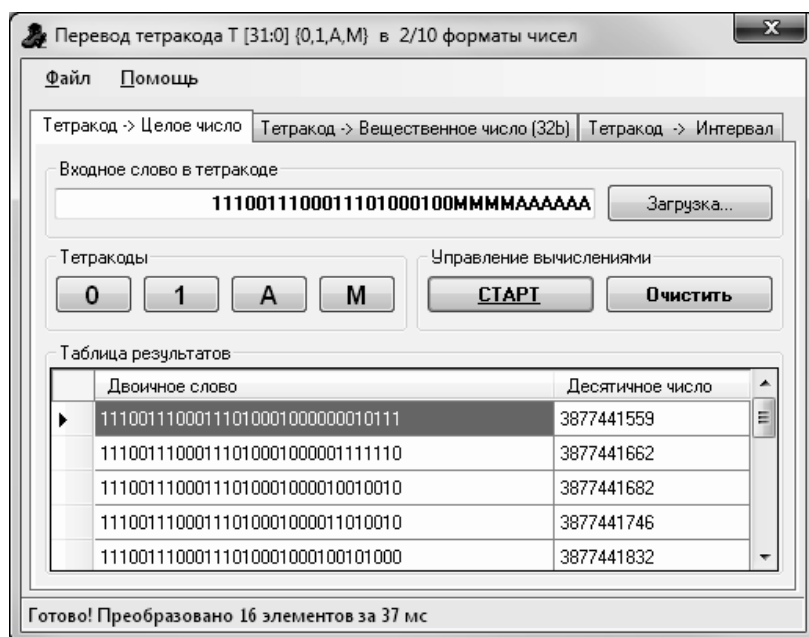 Перевод тетракода T [31:0] {0,1,A,M} в 2/10 форматы чисел
Файл Помощь
Тетракод -> Целое число Тетракод -> Вещественное число (32b) Тетракод -> Интервал
Входное слово в тетракоде
1110011100011101000100MMMMAAAAAA Загрузка...
Тетракоды Управление вычислениями
0 1 A M СТАРТ Очистить
Таблица результатов
Двоичное слово Десятичное число
11100111000111010001000000010111 3877441559
11100111000111010001000001111110 3877441662
11100111000111010001000010010010 3877441682
11100111000111010001000011010010 3877441746
11100111000111010001000100101000 3877441832
Готово! Преобразовано 16 элементов за 37 мс